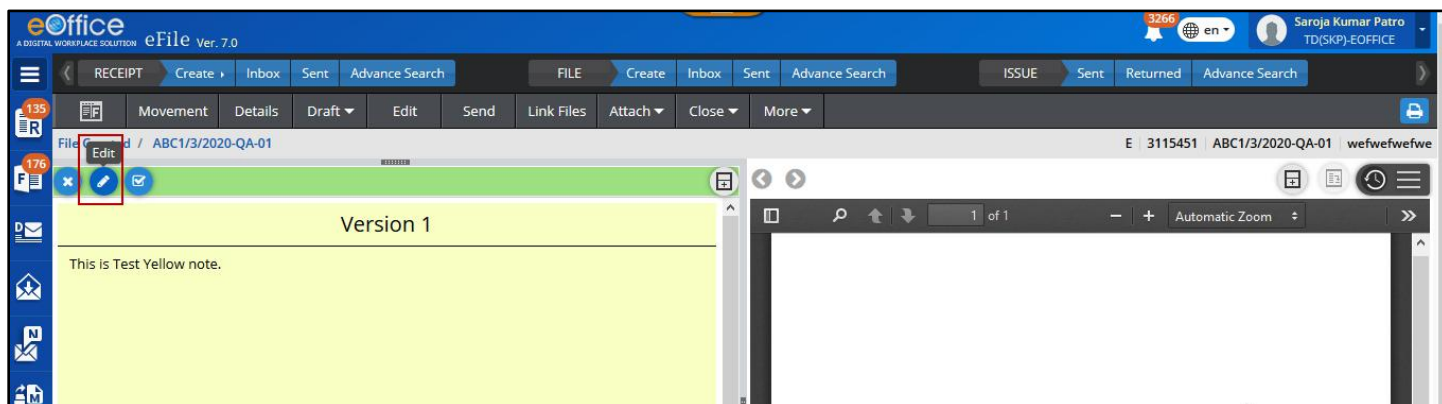 eOffice
A DIGITAL WORKPLACE SOLUTION eFile Ver. 7.0
3266
en
Saroja Kumar Patro
TD(SKP)-EOFFICE
RECEIPT Create Inbox Sent Advance Search FILE Create Inbox Sent Advance Search ISSUE Sent Returned Advance Search
135
R
F Movement Details Draft Edit Send Link Files Attach Close More
File / ABC1/3/2020-QA-01 E 3115451 ABC1/3/2020-QA-01 wefwefwefwe
Edit
176
F
1 of 1 Automatic Zoom
Version 1
D
This is Test Yellow note.
N
M